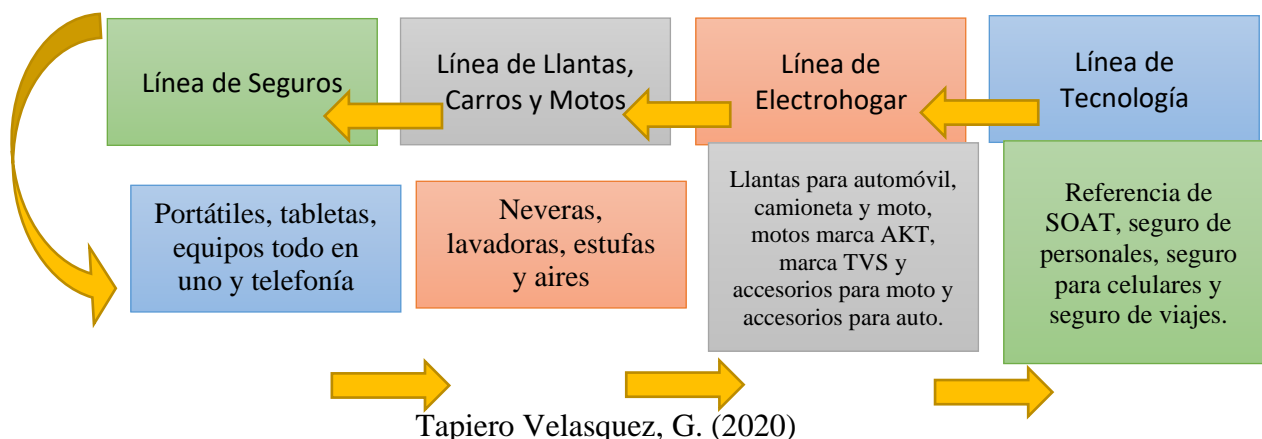 Línea de Seguros
Línea de Llantas,
Carros y Motos
Línea de
Electrohogar
Línea de
Tecnología
Portátiles, tabletas,
equipos todo en
uno y telefonía
Neveras,
lavadoras, estufas
y aires
Llantas para automóvil,
camioneta y moto,
motos marca AKT,
marca TVS y
accesorios para moto y
accesorios para auto.
Referencia de
SOAT, seguro de
personales, seguro
para celulares y
seguro de viajes.
Tapiero Velasquez, G. (2020)